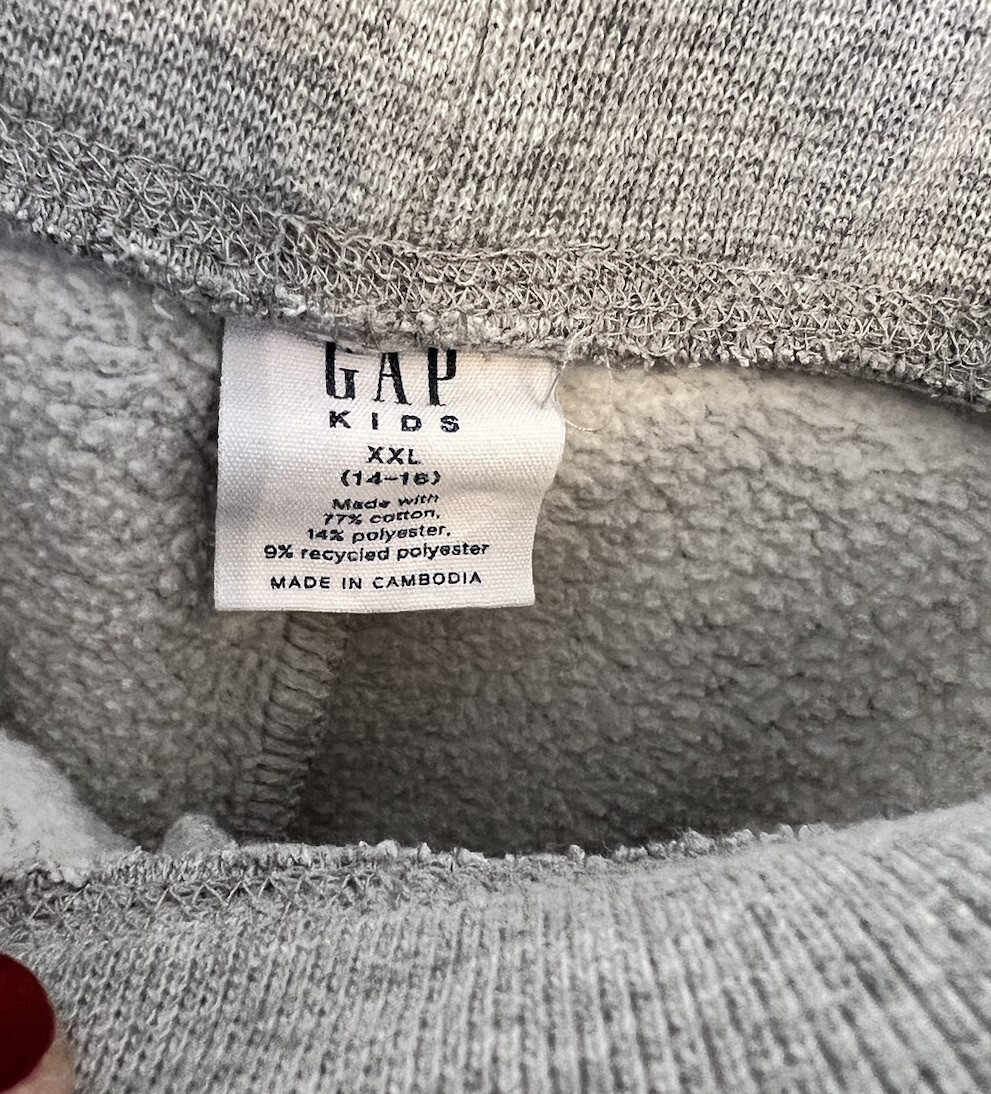 GAP
KIDS
XXL
(14-16)
Made with
77% cotton,
14% polyester,
9% recycled polyester
MADE IN CAMBODIA